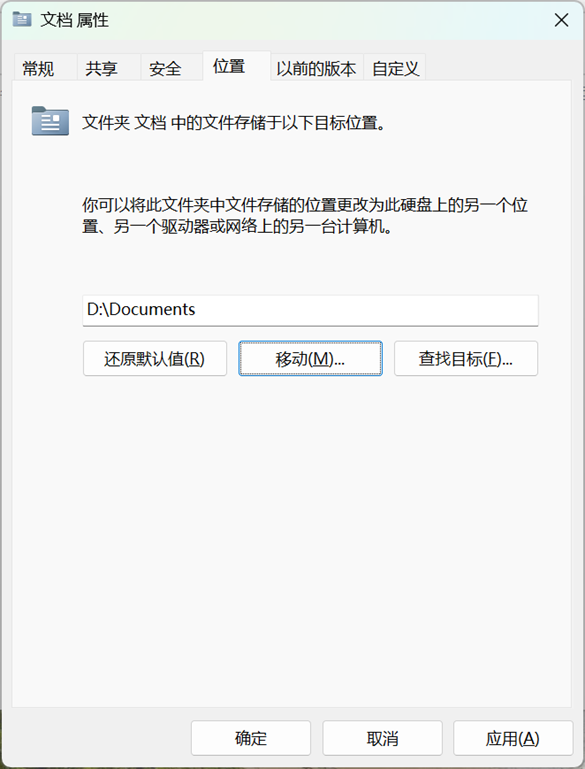 文档 属性
常规 共享 安全 位置 以前的版本 自定义
文件夹 文档 中的文件存储于以下目标位置。
你可以将此文件夹中文件存储的位置更改为此硬盘上的另一个位
置、另一个驱动器或网络上的另一台计算机。
D:\Documents
还原默认值(R) 移动(M)... 查找目标(F)...
确定 取消 应用(A)